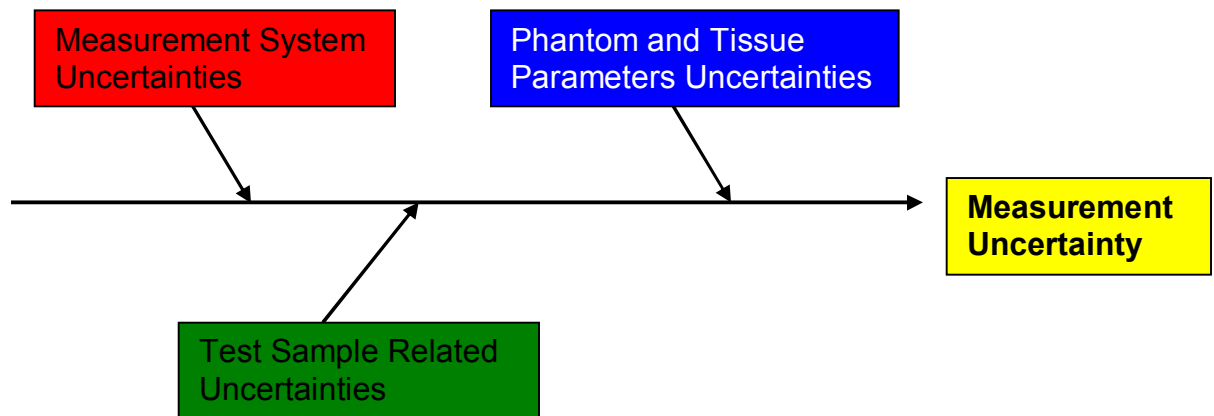 Measurement System
Uncertainties
Phantom and Tissue
Parameters Uncertainties
Measurement
Uncertainty
Test Sample Related
Uncertainties